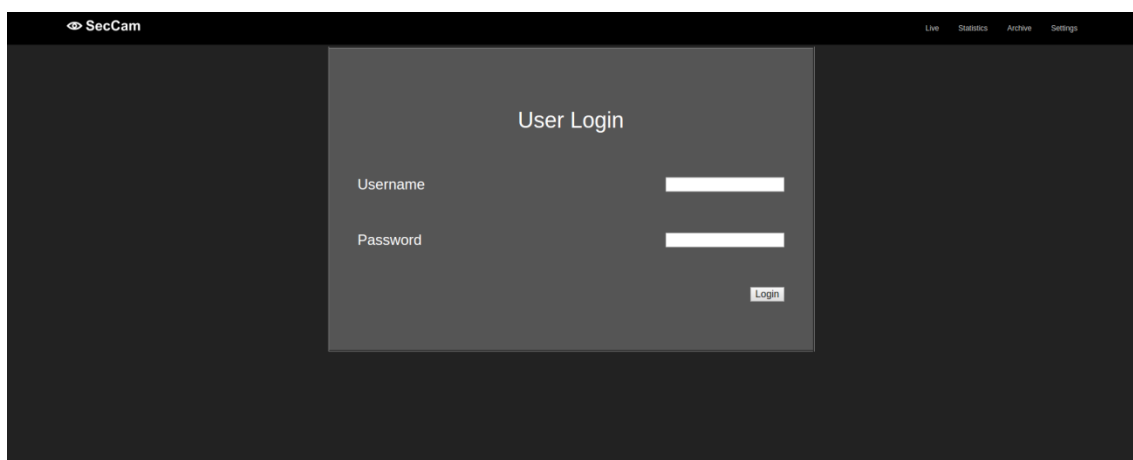 SecCam
Live Statistics Archive Settings
User Login
Username
Password
Login